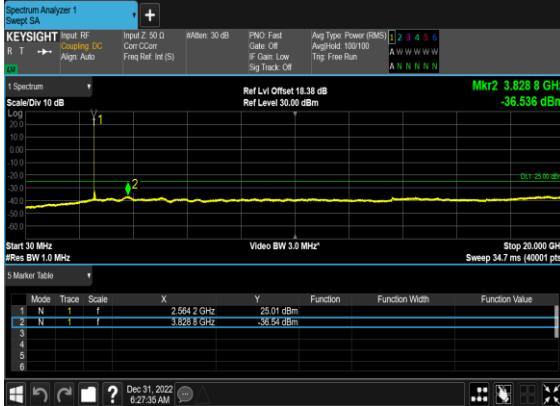 Spectrum Analyzer 1
Swept SA
+
KEYSIGHT
R T
Input: RF
Coupling: DC
Align: Auto
Input Z: 50 Ω
Corr CCorr
Freq Ref: Int (S)
#Atten: 30 dB
PNO: Fast
Gate: Off
IF Gain: Low
Sig Track: Off
Avg Type: Power (RMS)
Avg|Hold: 100/100
Trig: Free Run
1 2 3 4 5 6
A W W W W W
A N N N N N
1 Spectrum
Scale/Div 10 dB
Ref Lvl Offset 18.38 dB
Ref Level 30.00 dBm
Mkr2 3.828 8 GHz
-36.536 dBm
Log
20.0
10.0
0.00
-10.0
-20.0
-30.0
-40.0
-50.0
-60.0
1
2
DL1 -25.00 dBm
Start 30 MHz
#Res BW 1.0 MHz
Video BW 3.0 MHz*
Stop 20.000 GHz
Sweep 34.7 ms (40001 pts)
5 Marker Table
Mode Trace Scale X Y Function Function Width Function Value
1 N 1 f 2.564 2 GHz 25.01 dBm
2 N 1 f 3.828 8 GHz -36.54 dBm
3
4
5
6
?
Dec 31, 2022
6:27:35 AM